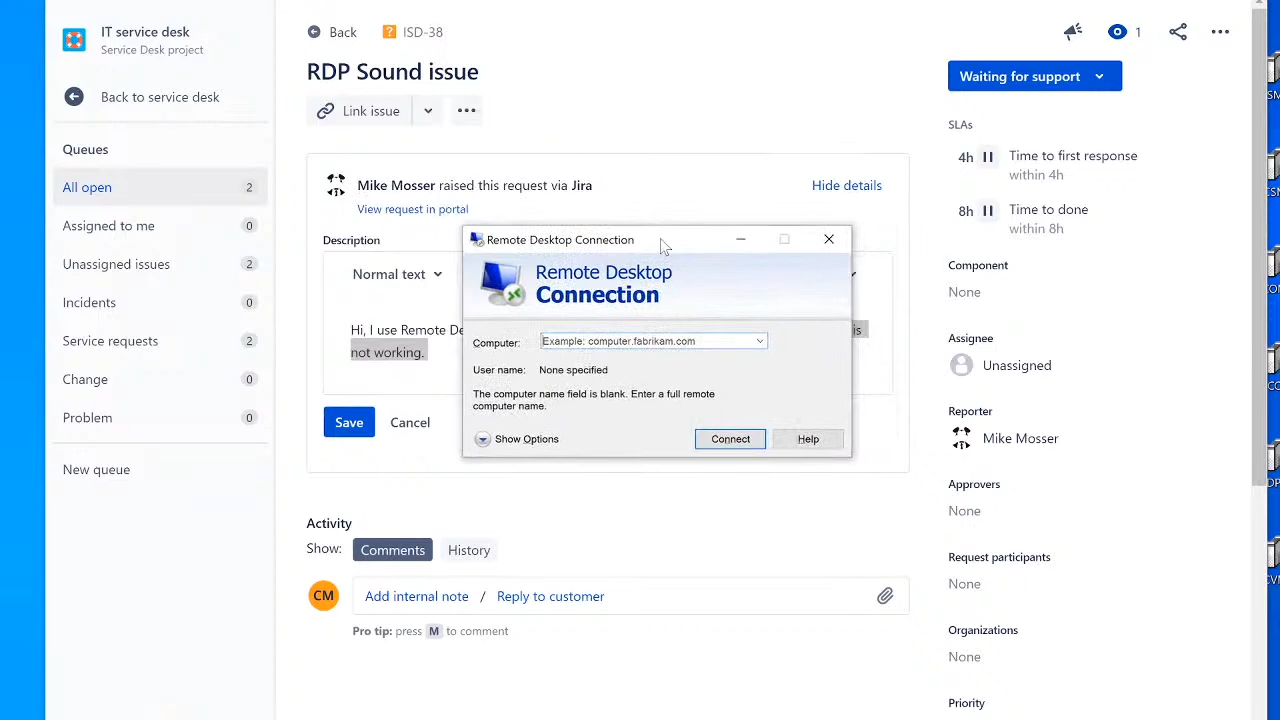 IT service desk
Service Desk project
Back to service desk
Queues
All open 2
Assigned to me 0
Unassigned issues 2
Incidents 0
Service requests 2
Change 0
Problem 0
New queue
Back
ISD-38
1
RDP Sound issue
Link issue
Mike Mosser raised this request via Jira
Hide details
View request in portal
Description
Normal text
Hi, I use Remote De
is
not working.
Save
Cancel
Remote Desktop Connection
Remote Desktop
Connection
Computer: Example: computer.fabrikam.com
User name: None specified
The computer name field is blank. Enter a full remote
computer name.
Show Options
Connect
Help
Activity
Show: Comments History
CM
Add internal note / Reply to customer
Pro tip: press M to comment
Waiting for support
SLAs
4h Time to first response
within 4h
8h Time to done
within 8h
Component
None
Assignee
Unassigned
Reporter
Mike Mosser
Approvers
None
Request participants
None
Organizations
None
Priority